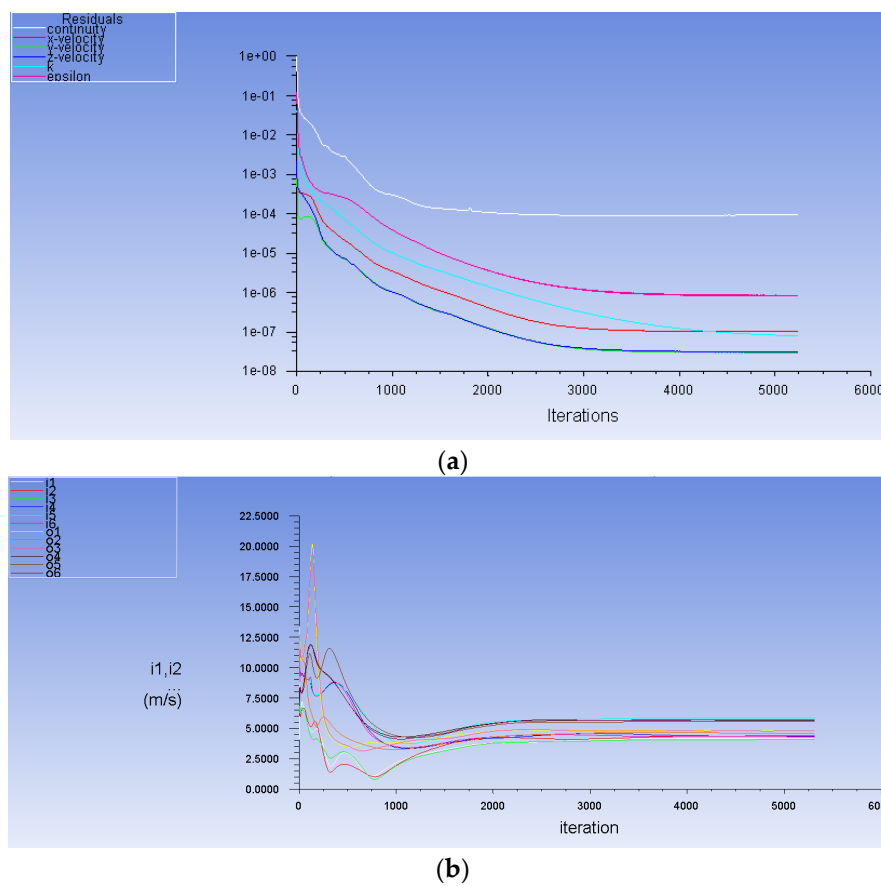 Residuals
continuity
x-velocity
y-velocity
z-velocity
k
epsilon
1e+00
1e-01
1e-02
1e-03
1e-04
1e-05
1e-06
1e-07
1e-08
0
1000
2000
3000
4000
5000
6000
Iterations
(a)
i1
i2
i3
i4
i5
i6
o1
o2
o3
o4
o5
o6
22.5000
20.0000
17.5000
15.0000
12.5000
10.0000
7.5000
5.0000
2.5000
0.0000
i1,i2
...
(m/s)
0
1000
2000
3000
4000
5000
iteration
(b)